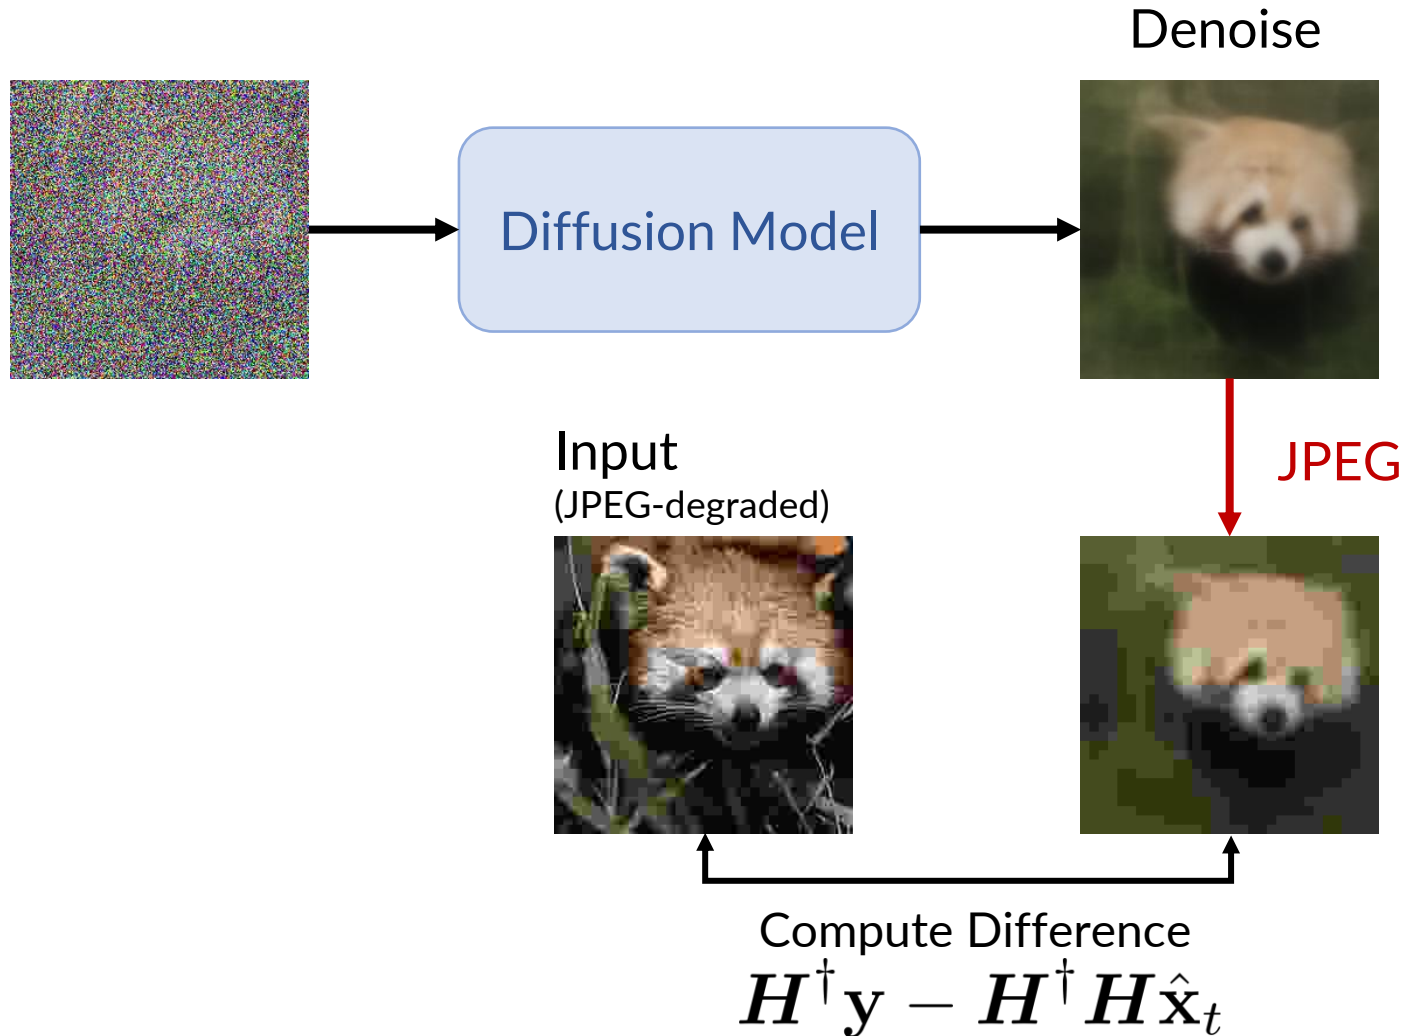 Denoise
Diffusion Model
Input
JPEG
(JPEG-degraded)
Compute Difference
H†y − H†Hx̂ₜ